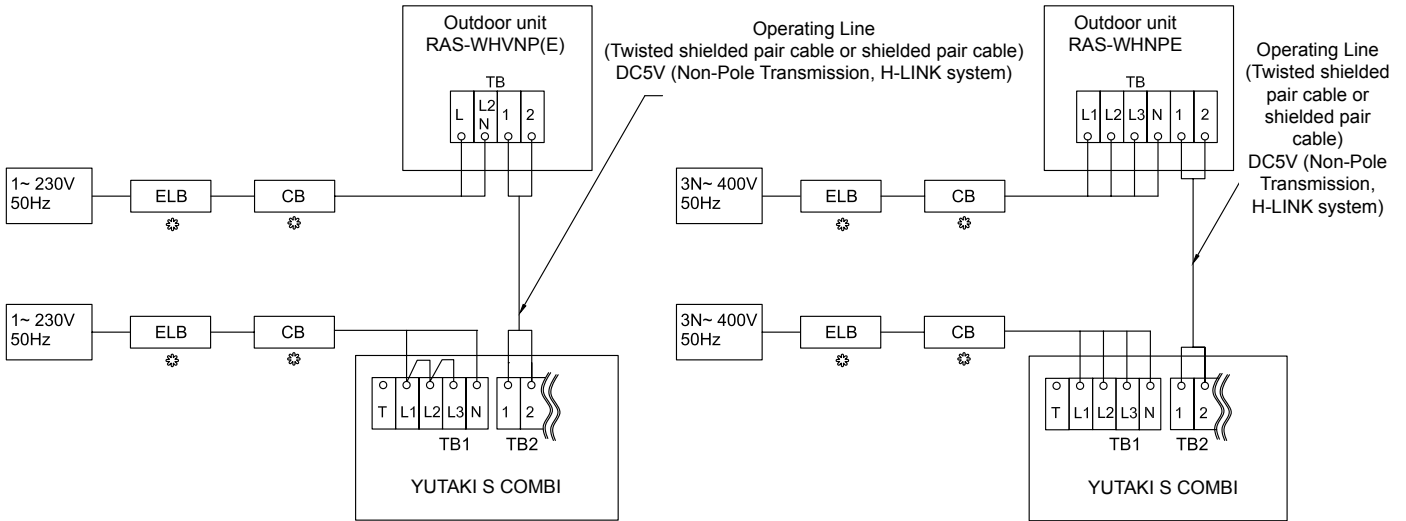 Outdoor unit
RAS-WHVNP(E)
TB
L
L2
N
1
2
Operating Line
(Twisted shielded pair cable or shielded pair cable)
DC5V (Non-Pole Transmission, H-LINK system)
1~ 230V
50Hz
ELB
CB
1~ 230V
50Hz
ELB
CB
T L1 L2 L3 N 1 2
TB1 TB2
YUTAKI S COMBI
Outdoor unit
RAS-WHNPE
TB
L1 L2 L3 N 1 2
Operating Line
(Twisted shielded
pair cable or
shielded pair
cable)
DC5V (Non-Pole
Transmission,
H-LINK system)
3N~ 400V
50Hz
ELB
CB
3N~ 400V
50Hz
ELB
CB
T L1 L2 L3 N 1 2
TB1 TB2
YUTAKI S COMBI